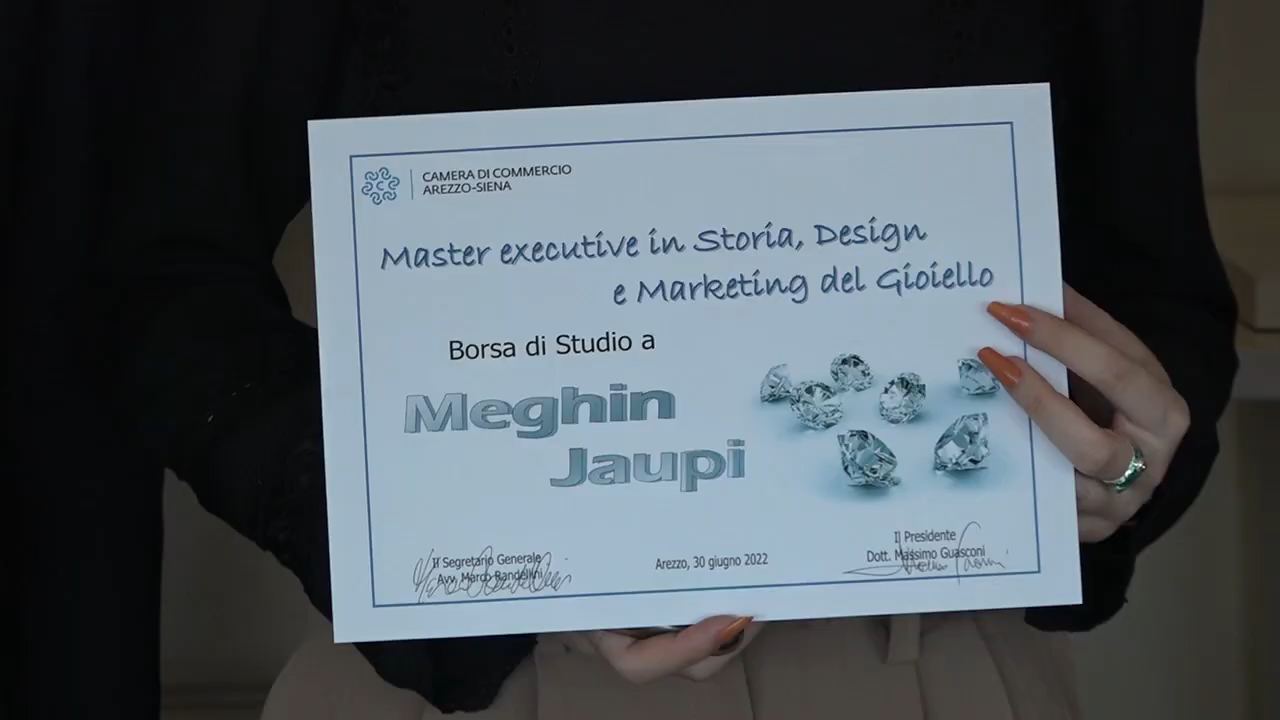 CAMERA DI COMMERCIO
AREZZO-SIENA
Master executive in Storia, Design
e Marketing del Gioiello
Borsa di Studio a
Meghin
Jaupi
Il Segretario Generale
Avv. Marco Randellini
Arezzo, 30 giugno 2022
Il Presidente
Dott. Massimo Guasconi